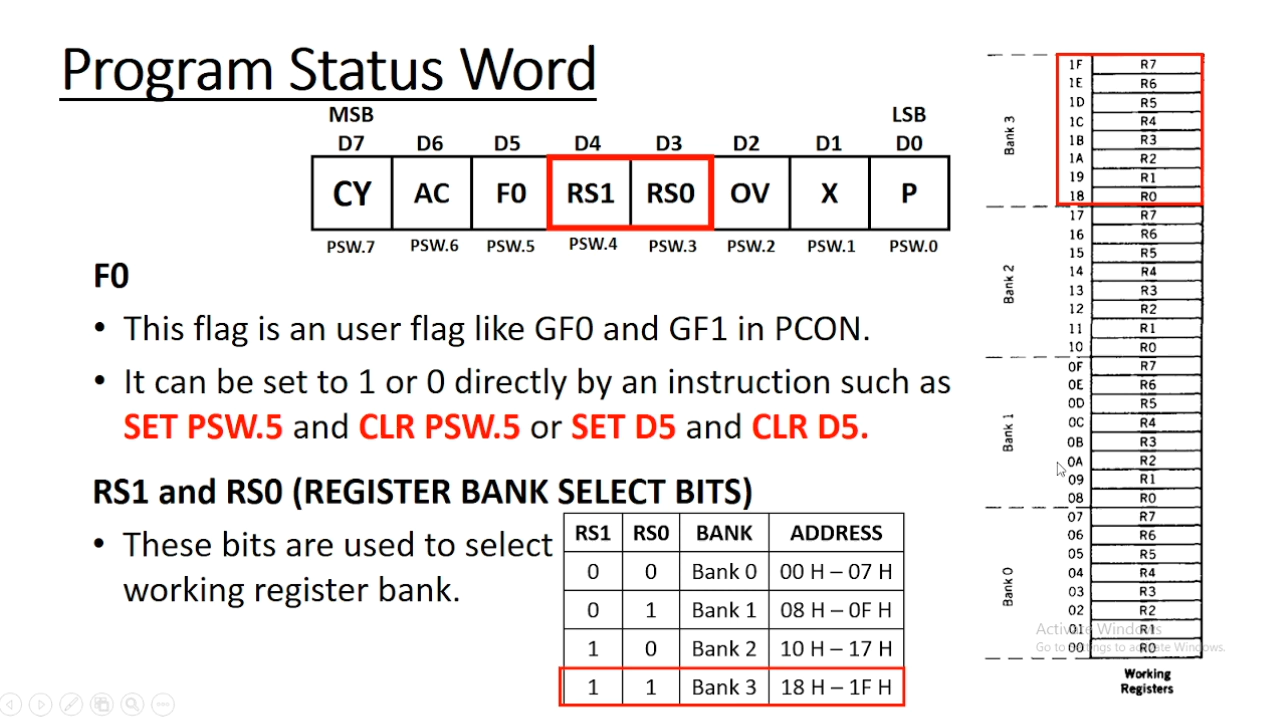 Program Status Word
MSB LSB
D7 D6 D5 D4 D3 D2 D1 D0
CY AC F0 RS1 RS0 OV X P
PSW.7 PSW.6 PSW.5 PSW.4 PSW.3 PSW.2 PSW.1 PSW.0
F0
• This flag is an user flag like GF0 and GF1 in PCON.
• It can be set to 1 or 0 directly by an instruction such as
SET PSW.5 and CLR PSW.5 or SET D5 and CLR D5.
RS1 and RS0 (REGISTER BANK SELECT BITS)
• These bits are used to select
working register bank.
RS1 RS0 BANK ADDRESS
0 0 Bank 0 00 H – 07 H
0 1 Bank 1 08 H – 0F H
1 0 Bank 2 10 H – 17 H
1 1 Bank 3 18 H – 1F H
Bank 3
1F R7
1E R6
1D R5
1C R4
1B R3
1A R2
19 R1
18 R0
Bank 2
17 R7
16 R6
15 R5
14 R4
13 R3
12 R2
11 R1
10 R0
Bank 1
0F R7
0E R6
0D R5
0C R4
0B R3
0A R2
09 R1
08 R0
Bank 0
07 R7
06 R6
05 R5
04 R4
03 R3
02 R2
01 R1
00 R0
Working
Registers
Activate Windows
Go to Settings to activate Windows.